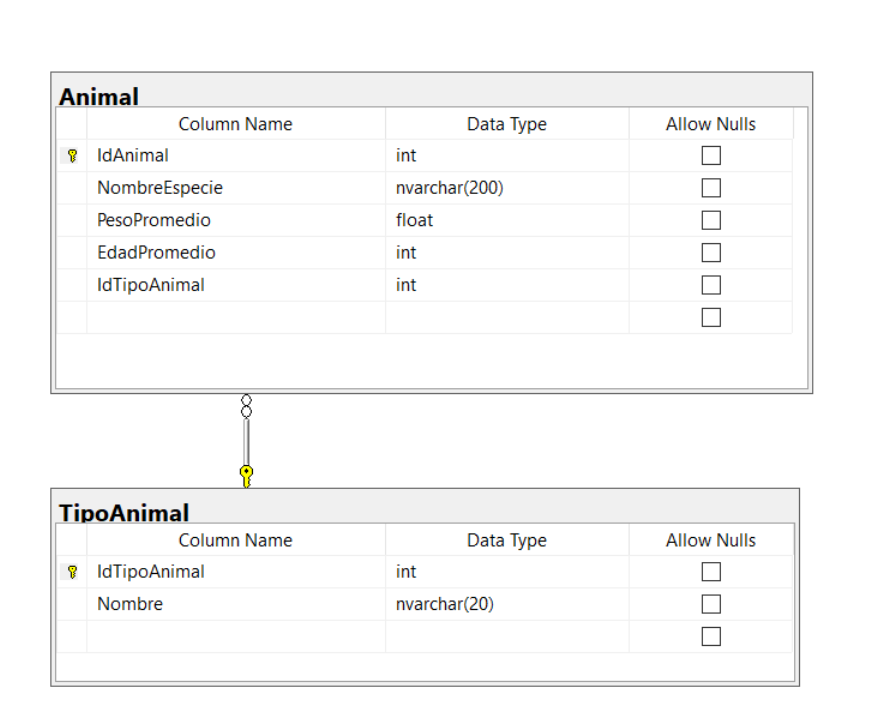 Animal
Column Name Data Type Allow Nulls
IdAnimal int
NombreEspecie nvarchar(200)
PesoPromedio float
EdadPromedio int
IdTipoAnimal int
TipoAnimal
Column Name Data Type Allow Nulls
IdTipoAnimal int
Nombre nvarchar(20)